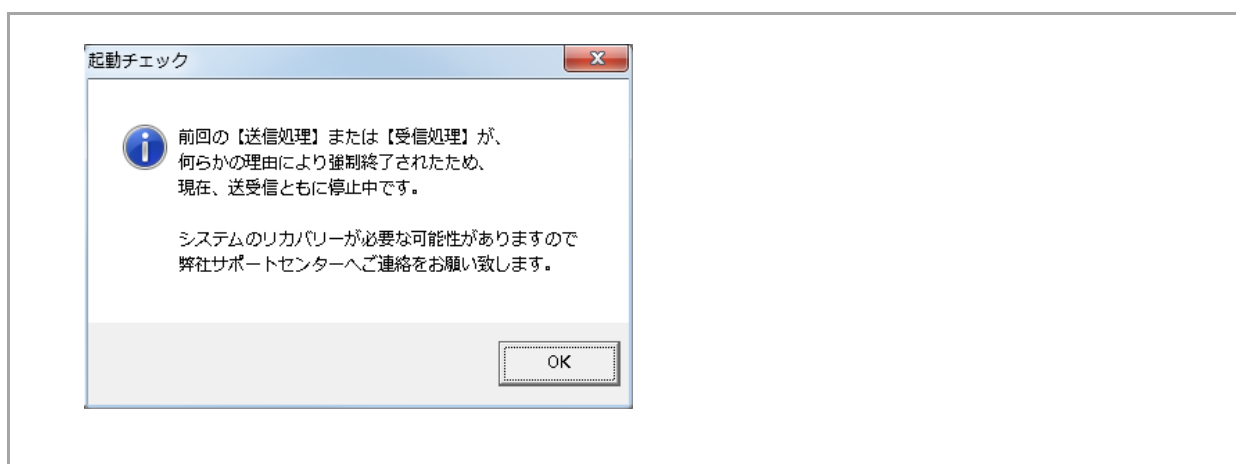 起動チェック
前回の【送信処理】または【受信処理】が、
何らかの理由により強制終了されたため、
現在、送受信ともに停止中です。
システムのリカバリーが必要な可能性がありますので
弊社サポートセンターへご連絡をお願い致します。
OK